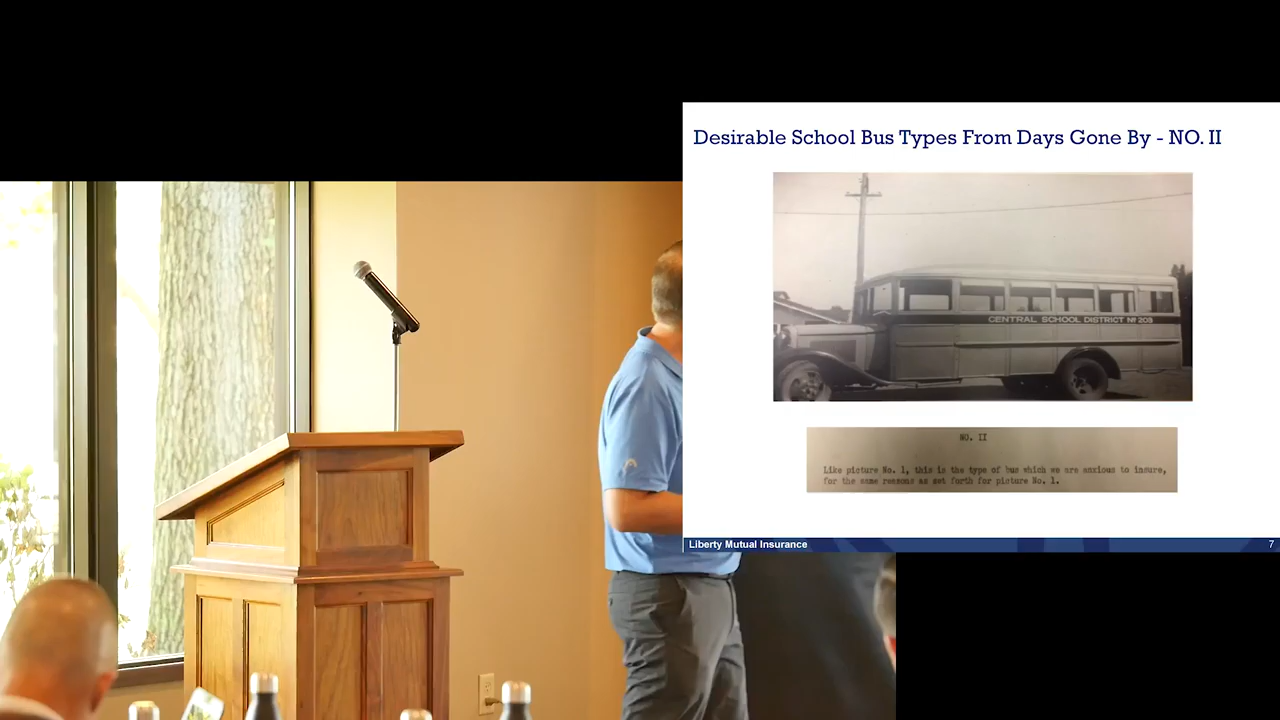 Desirable School Bus Types From Days Gone By - NO. II
CENTRAL SCHOOL DISTRICT Nº 203
NO. II
Like picture No. 1, this is the type of bus which we are anxious to insure,
for the same reasons as set forth for picture No. 1.
Liberty Mutual Insurance
7